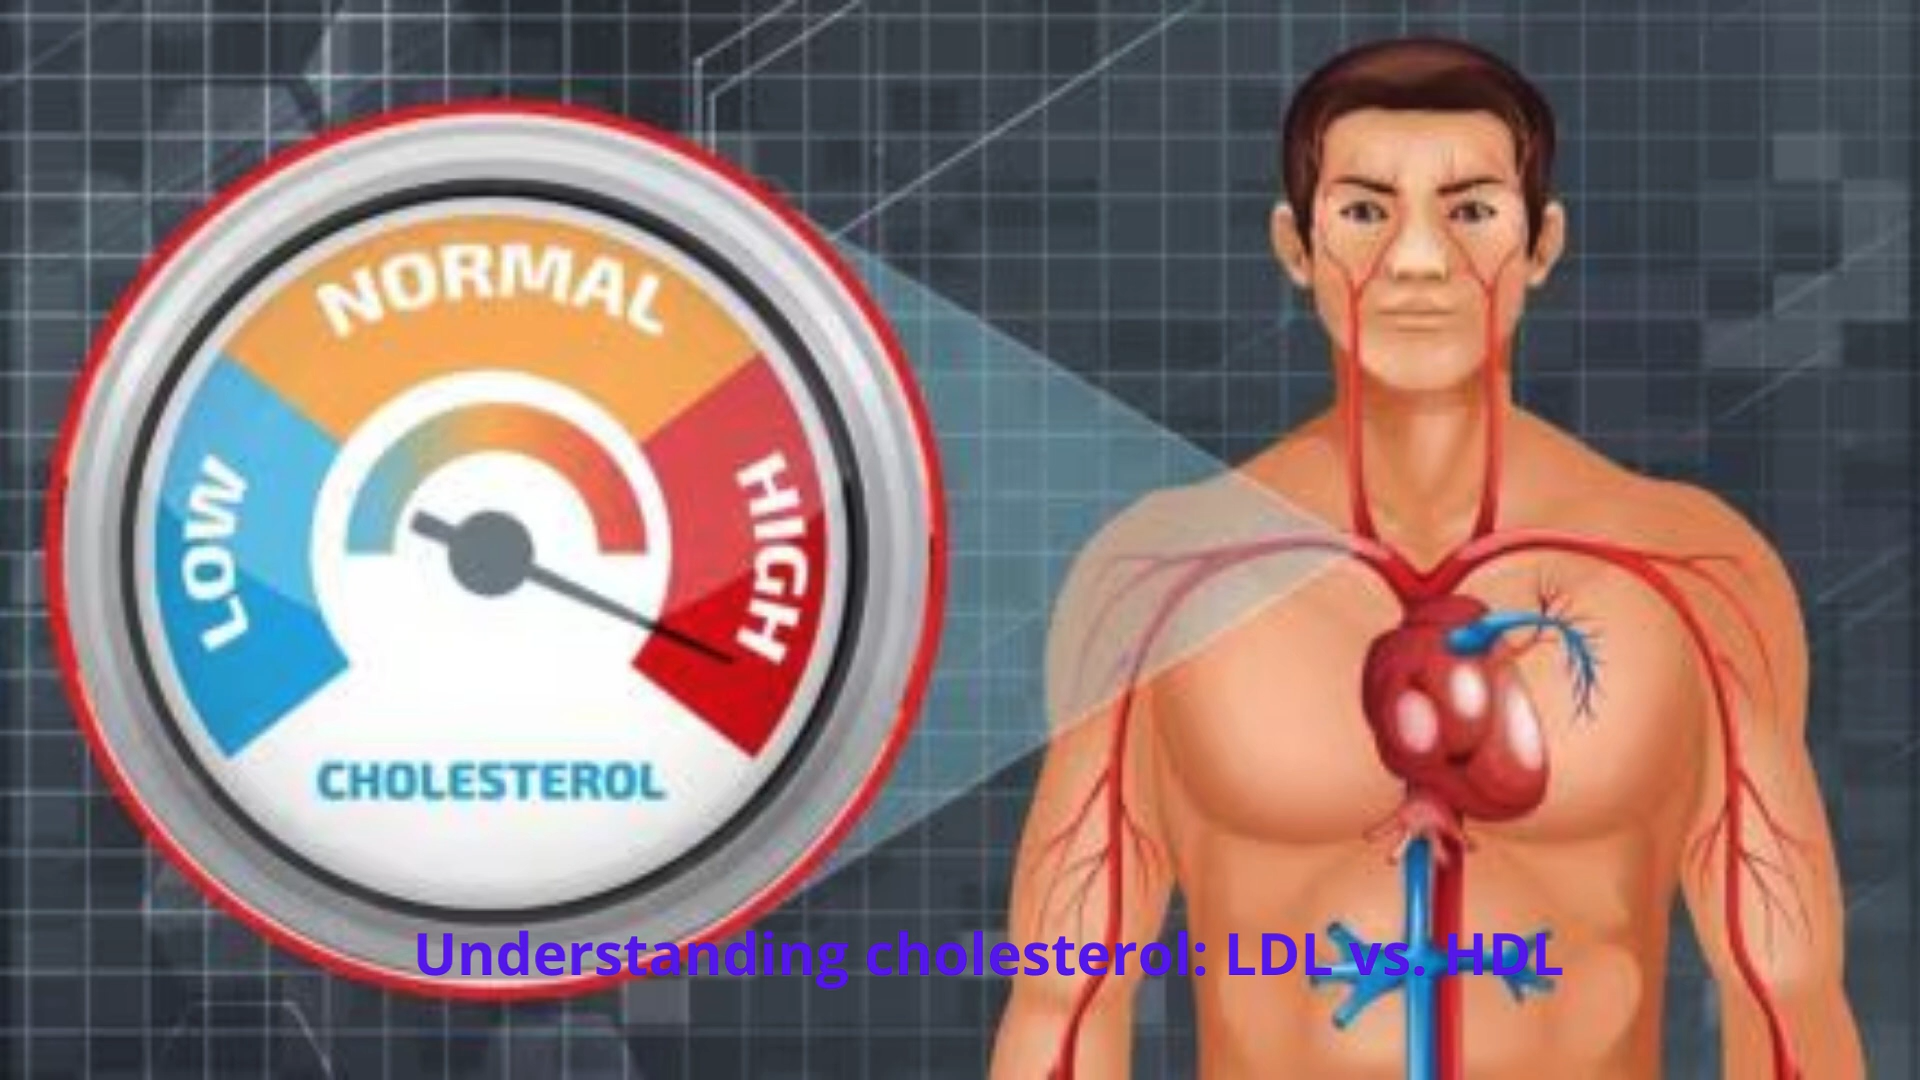 NORMAL
LOW
HIGH
CHOLESTEROL
Understanding cholesterol: LDL vs. HDL